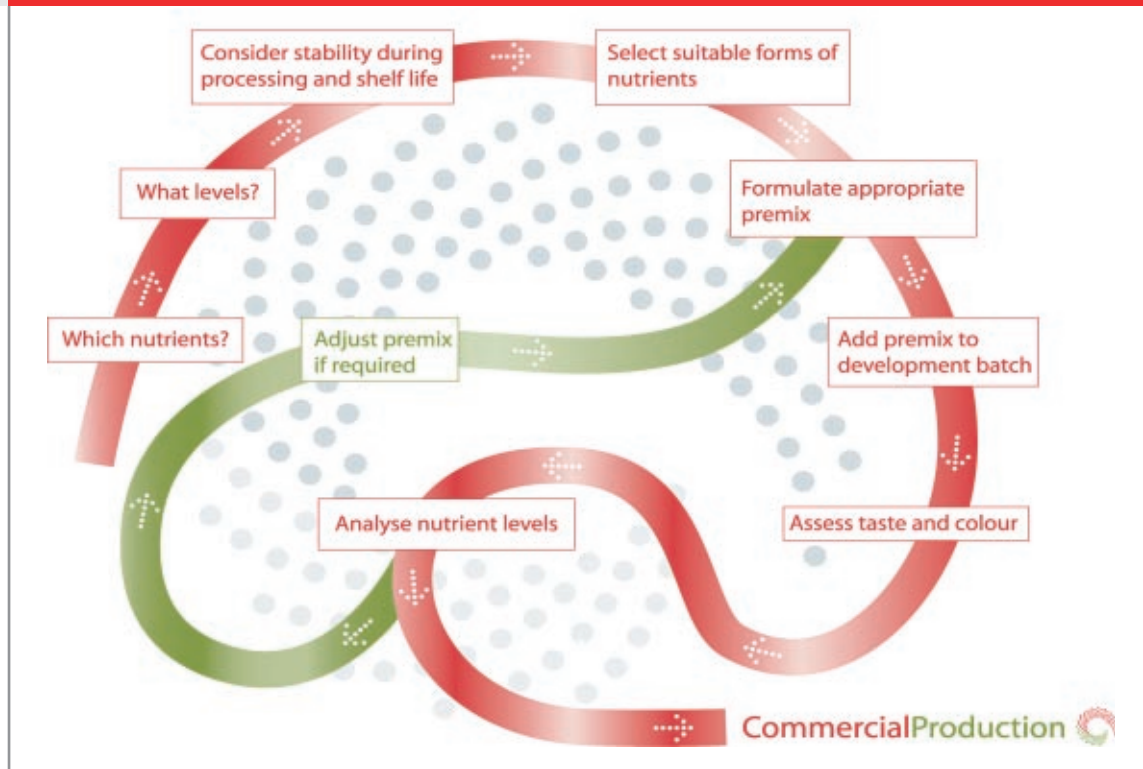 Consider stability during
processing and shelf life
Select suitable forms of
nutrients
What levels?
Formulate appropriate
premix
Which nutrients?
Adjust premix
if required
Add premix to
development batch
Analyse nutrient levels
Assess taste and colour
CommercialProduction